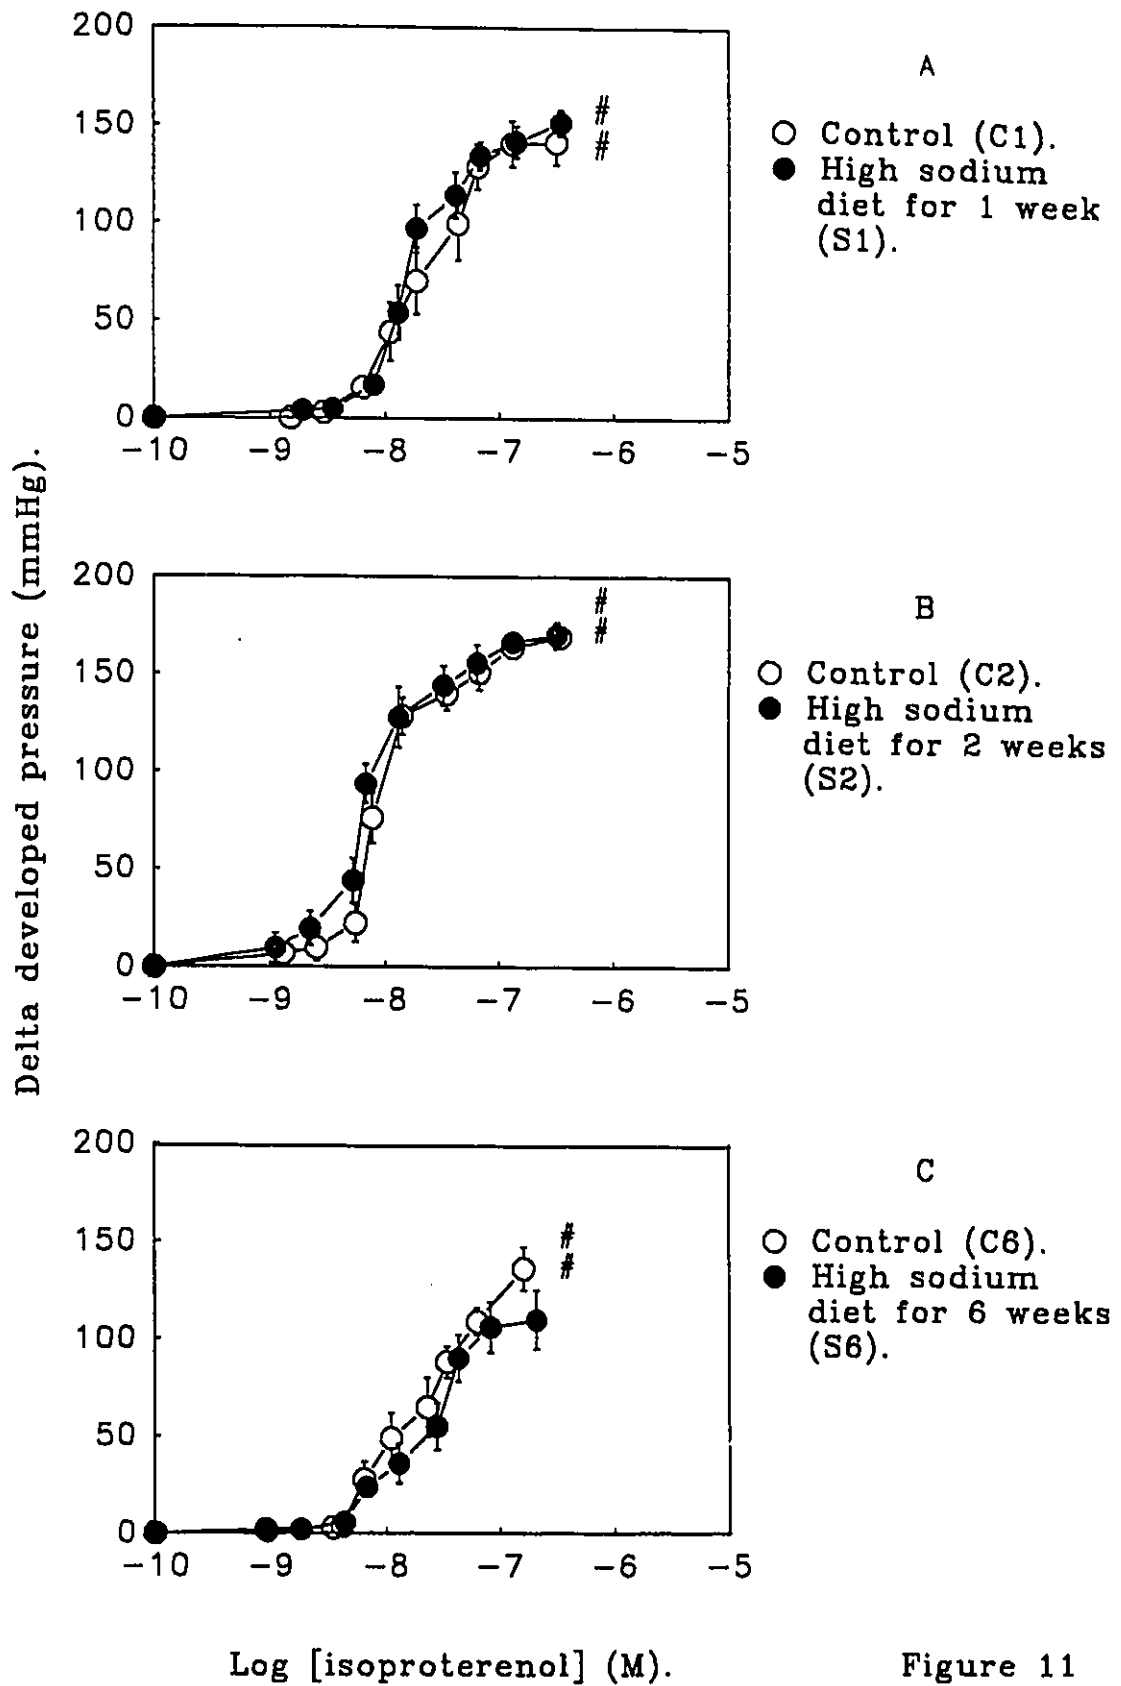 Delta developed pressure (mmHg).
200
150
100
50
0
-10 -9 -8 -7 -6 -5
#
#
A
Control (C1).
High sodium
diet for 1 week
(S1).
200
150
100
50
0
-10 -9 -8 -7 -6 -5
#
#
B
Control (C2).
High sodium
diet for 2 weeks
(S2).
200
150
100
50
0
-10 -9 -8 -7 -6 -5
#
#
C
Control (C6).
High sodium
diet for 6 weeks
(S6).
Log [isoproterenol] (M).
Figure 11